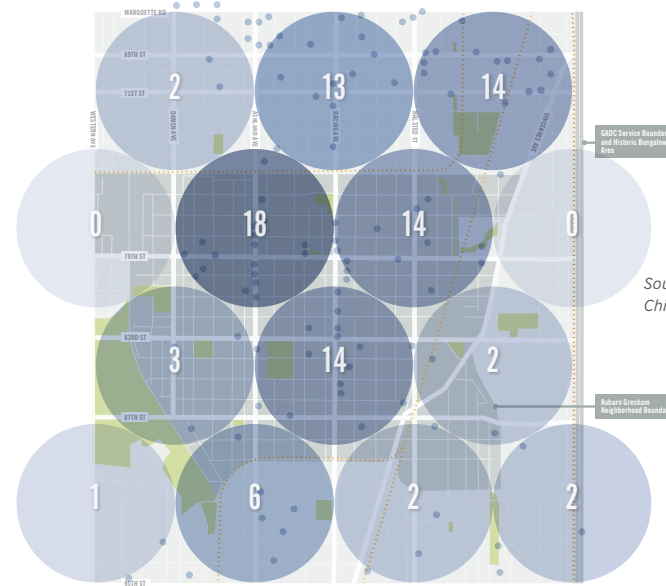 MARQUETTE RD
69TH ST
2
13
14
71ST ST
WESTERN AVE
DAMEN AVE
ASHLAND AVE
RACINE AVE
HALSTED ST
VINCENNES AVE
GADC Service Boundary
and Historic Bungalow
Area
0
18
14
0
79TH ST
Sou
Chi
83RD ST
3
14
2
Auburn Gresham
Neighborhood Bounda
87TH ST
1
6
2
2
95TH ST